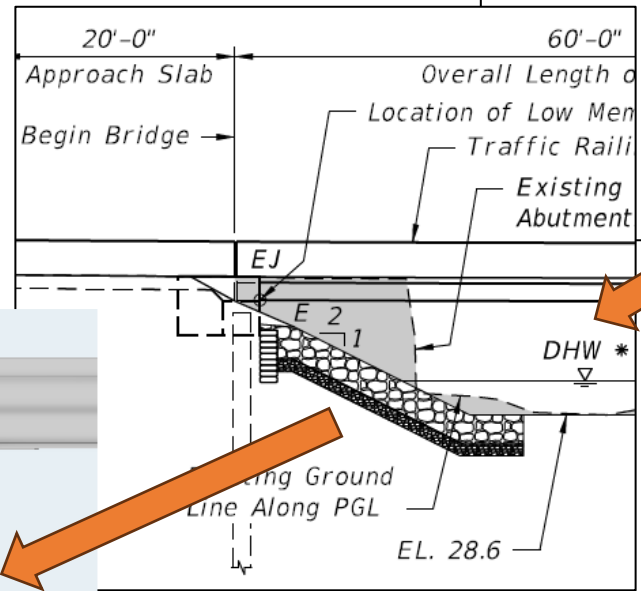 20'-0"
60'-0"
Approach Slab
Overall Length o
Location of Low Mem
Begin Bridge
Traffic Raili
Existing
Abutment
EJ
E
2
1
DHW *
ing Ground
Line Along PGL
EL. 28.6